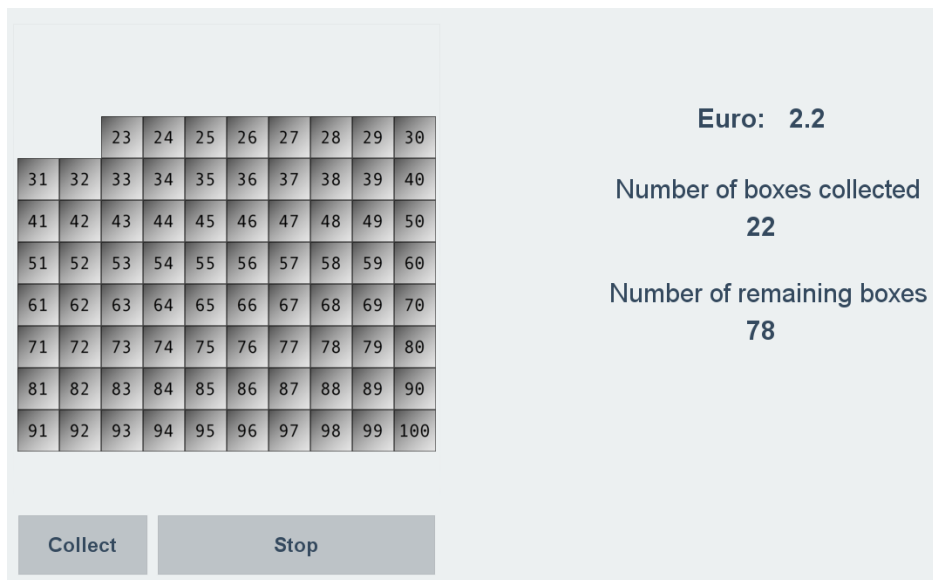 23 24 25 26 27 28 29 30
31 32 33 34 35 36 37 38 39 40
41 42 43 44 45 46 47 48 49 50
51 52 53 54 55 56 57 58 59 60
61 62 63 64 65 66 67 68 69 70
71 72 73 74 75 76 77 78 79 80
81 82 83 84 85 86 87 88 89 90
91 92 93 94 95 96 97 98 99 100
Collect Stop
Euro: 2.2
Number of boxes collected
22
Number of remaining boxes
78